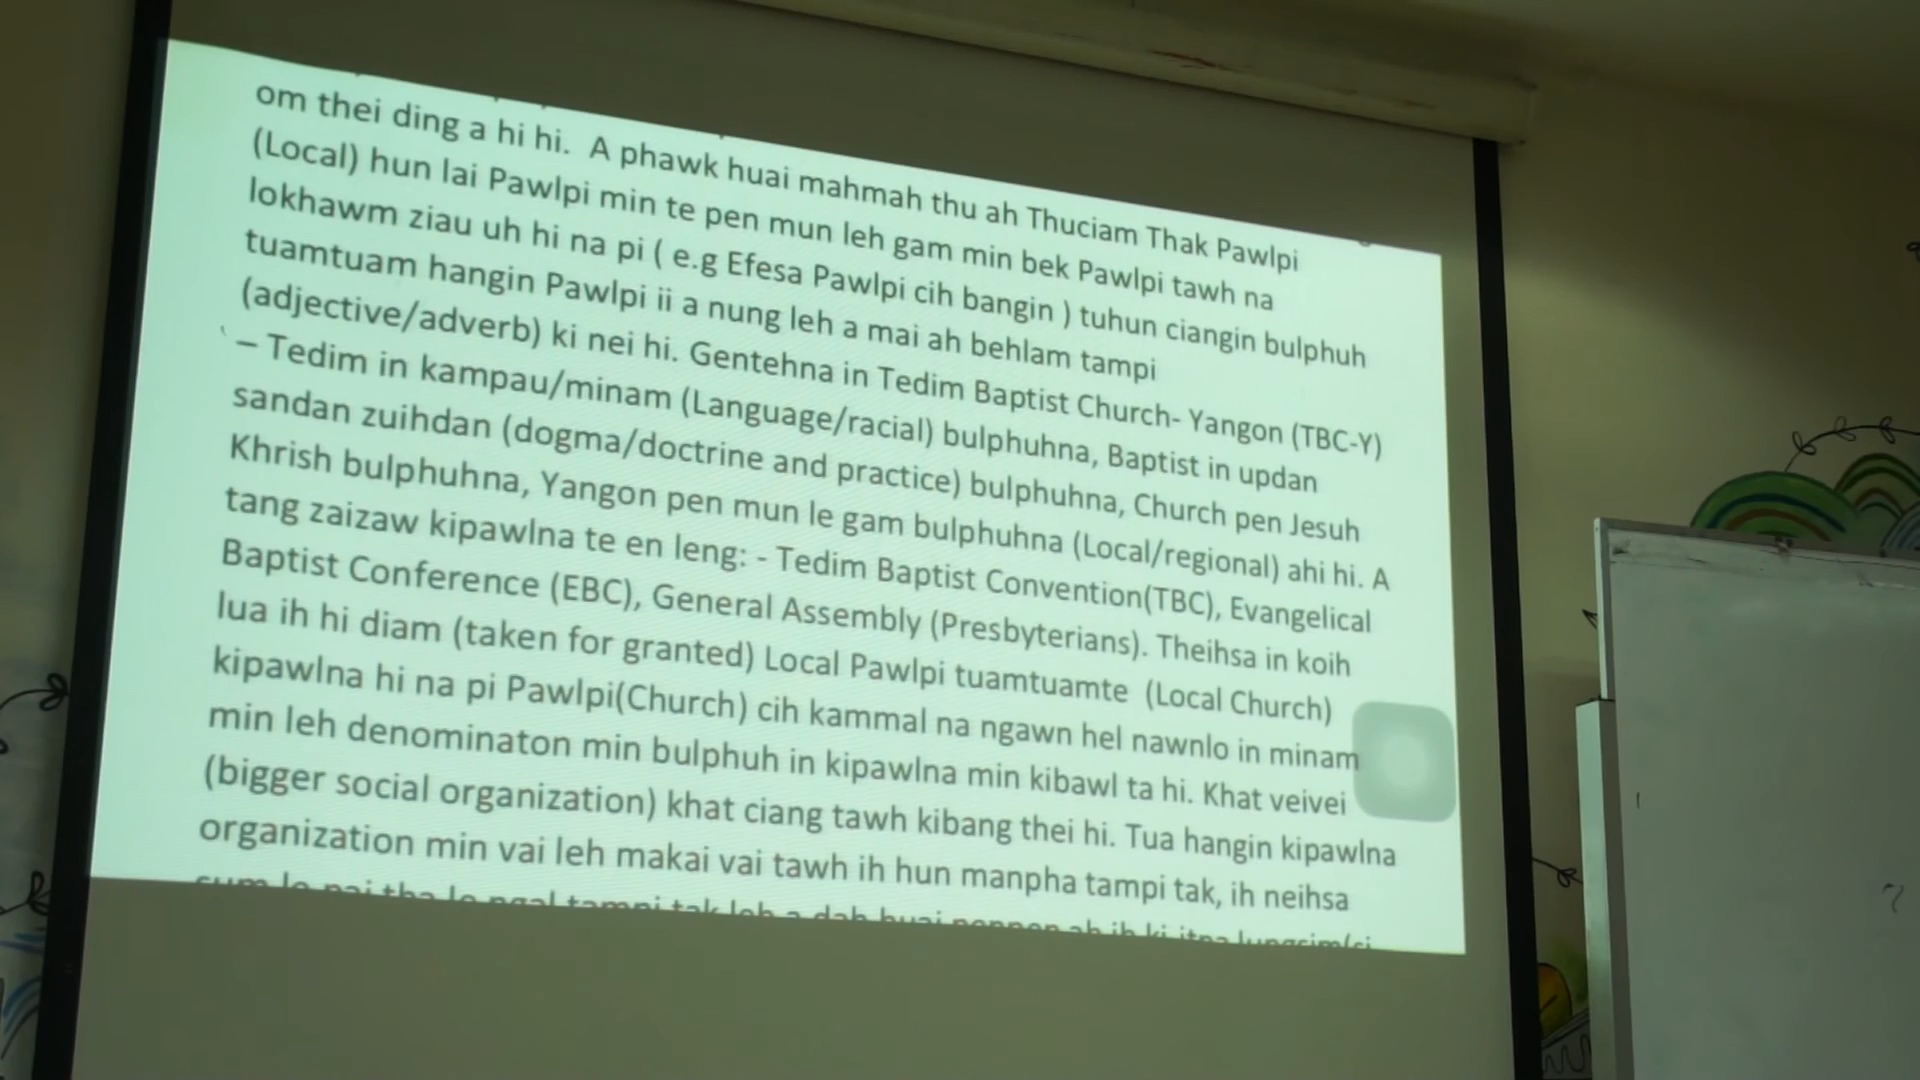 om thei ding a hi hi. A phawk huai mahmah thu ah Thuciam Thak Pawlpi
(Local) hun lai Pawlpi min te pen mun leh gam min bek Pawlpi tawh na
lokhawm ziau uh hi na pi ( e.g Efesa Pawlpi cih bangin ) tuhun ciangin bulphuh
tuamtuam hangin Pawlpi ii a nung leh a mai ah behlam tampi
(adjective/adverb) ki nei hi. Gentehna in Tedim Baptist Church- Yangon (TBC-Y)
– Tedim in kampau/minam (Language/racial) bulphuhna, Baptist in updan
sandan zuihdan (dogma/doctrine and practice) bulphuhna, Church pen Jesuh
Khrish bulphuhna, Yangon pen mun le gam bulphuhna (Local/regional) ahi hi. A
tang zaizaw kipawlna te en leng: - Tedim Baptist Convention(TBC), Evangelical
Baptist Conference (EBC), General Assembly (Presbyterians). Theihsa in koih
lua ih hi diam (taken for granted) Local Pawlpi tuamtuamte (Local Church)
kipawlna hi na pi Pawlpi(Church) cih kammal na ngawn hel nawnlo in minam
min leh denominaton min bulphuh in kipawlna min kibawl ta hi. Khat veivei
(bigger social organization) khat ciang tawh kibang thei hi. Tua hangin kipawlna
organization min vai leh makai vai tawh ih hun manpha tampi tak, ih neihsa